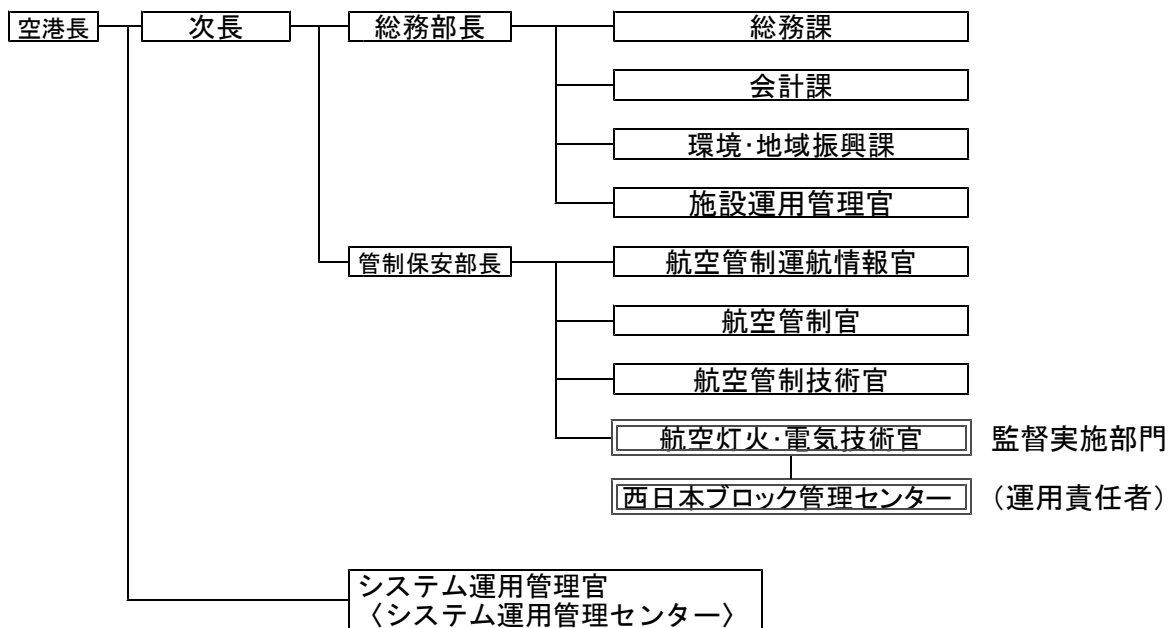 空港長 次長 総務部長 総務課
会計課
環境･地域振興課
施設運用管理官
管制保安部長 航空管制運航情報官
航空管制官
航空管制技術官
航空灯火･電気技術官 監督実施部門
西日本ブロック管理センター （運用責任者）
システム運用管理官
〈システム運用管理センター〉